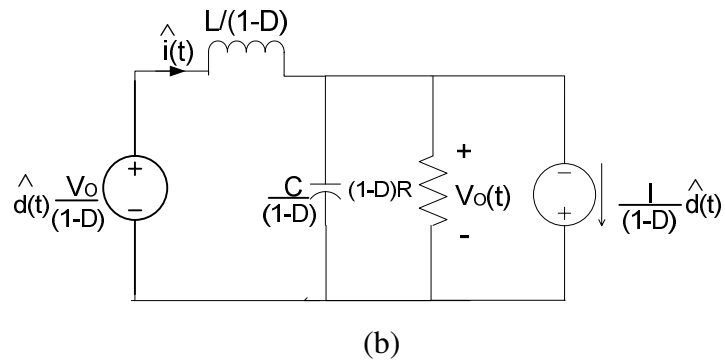 L/(1-D)
^
i(t)
+
−
^
d(t) Vo/(1-D)
C/(1-D)
(1-D)R
+
Vo(t)
-
−
+
I/(1-D) ^
d(t)
(b)